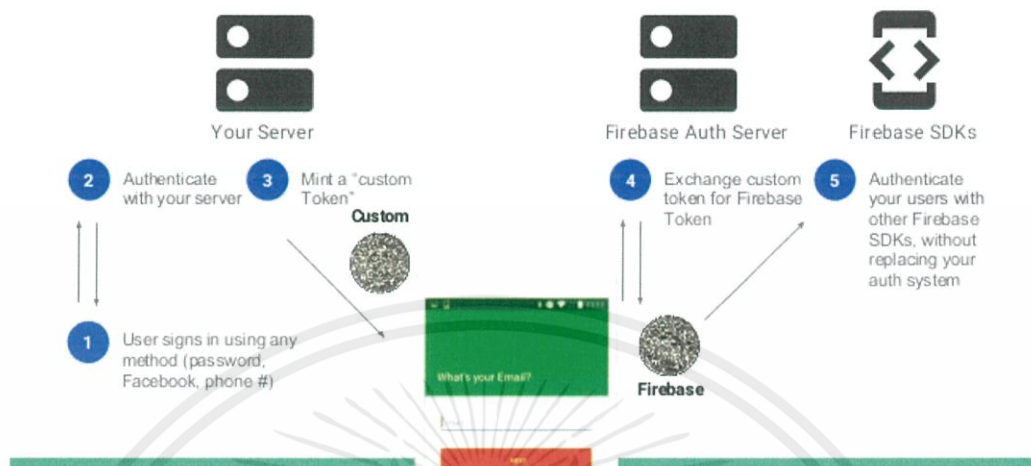 Your Server
Firebase Auth Server
Firebase SDKs
2
Authenticate
with your server
3
Mint a "custom
Token"
Custom
4
Exchange custom
token for Firebase
Token
5
Authenticate
your users with
other Firebase
SDKs, without
replacing your
auth system
1
User signs in using any
method (password,
Facebook, phone #)
What's your Email?
Firebase
NEXT